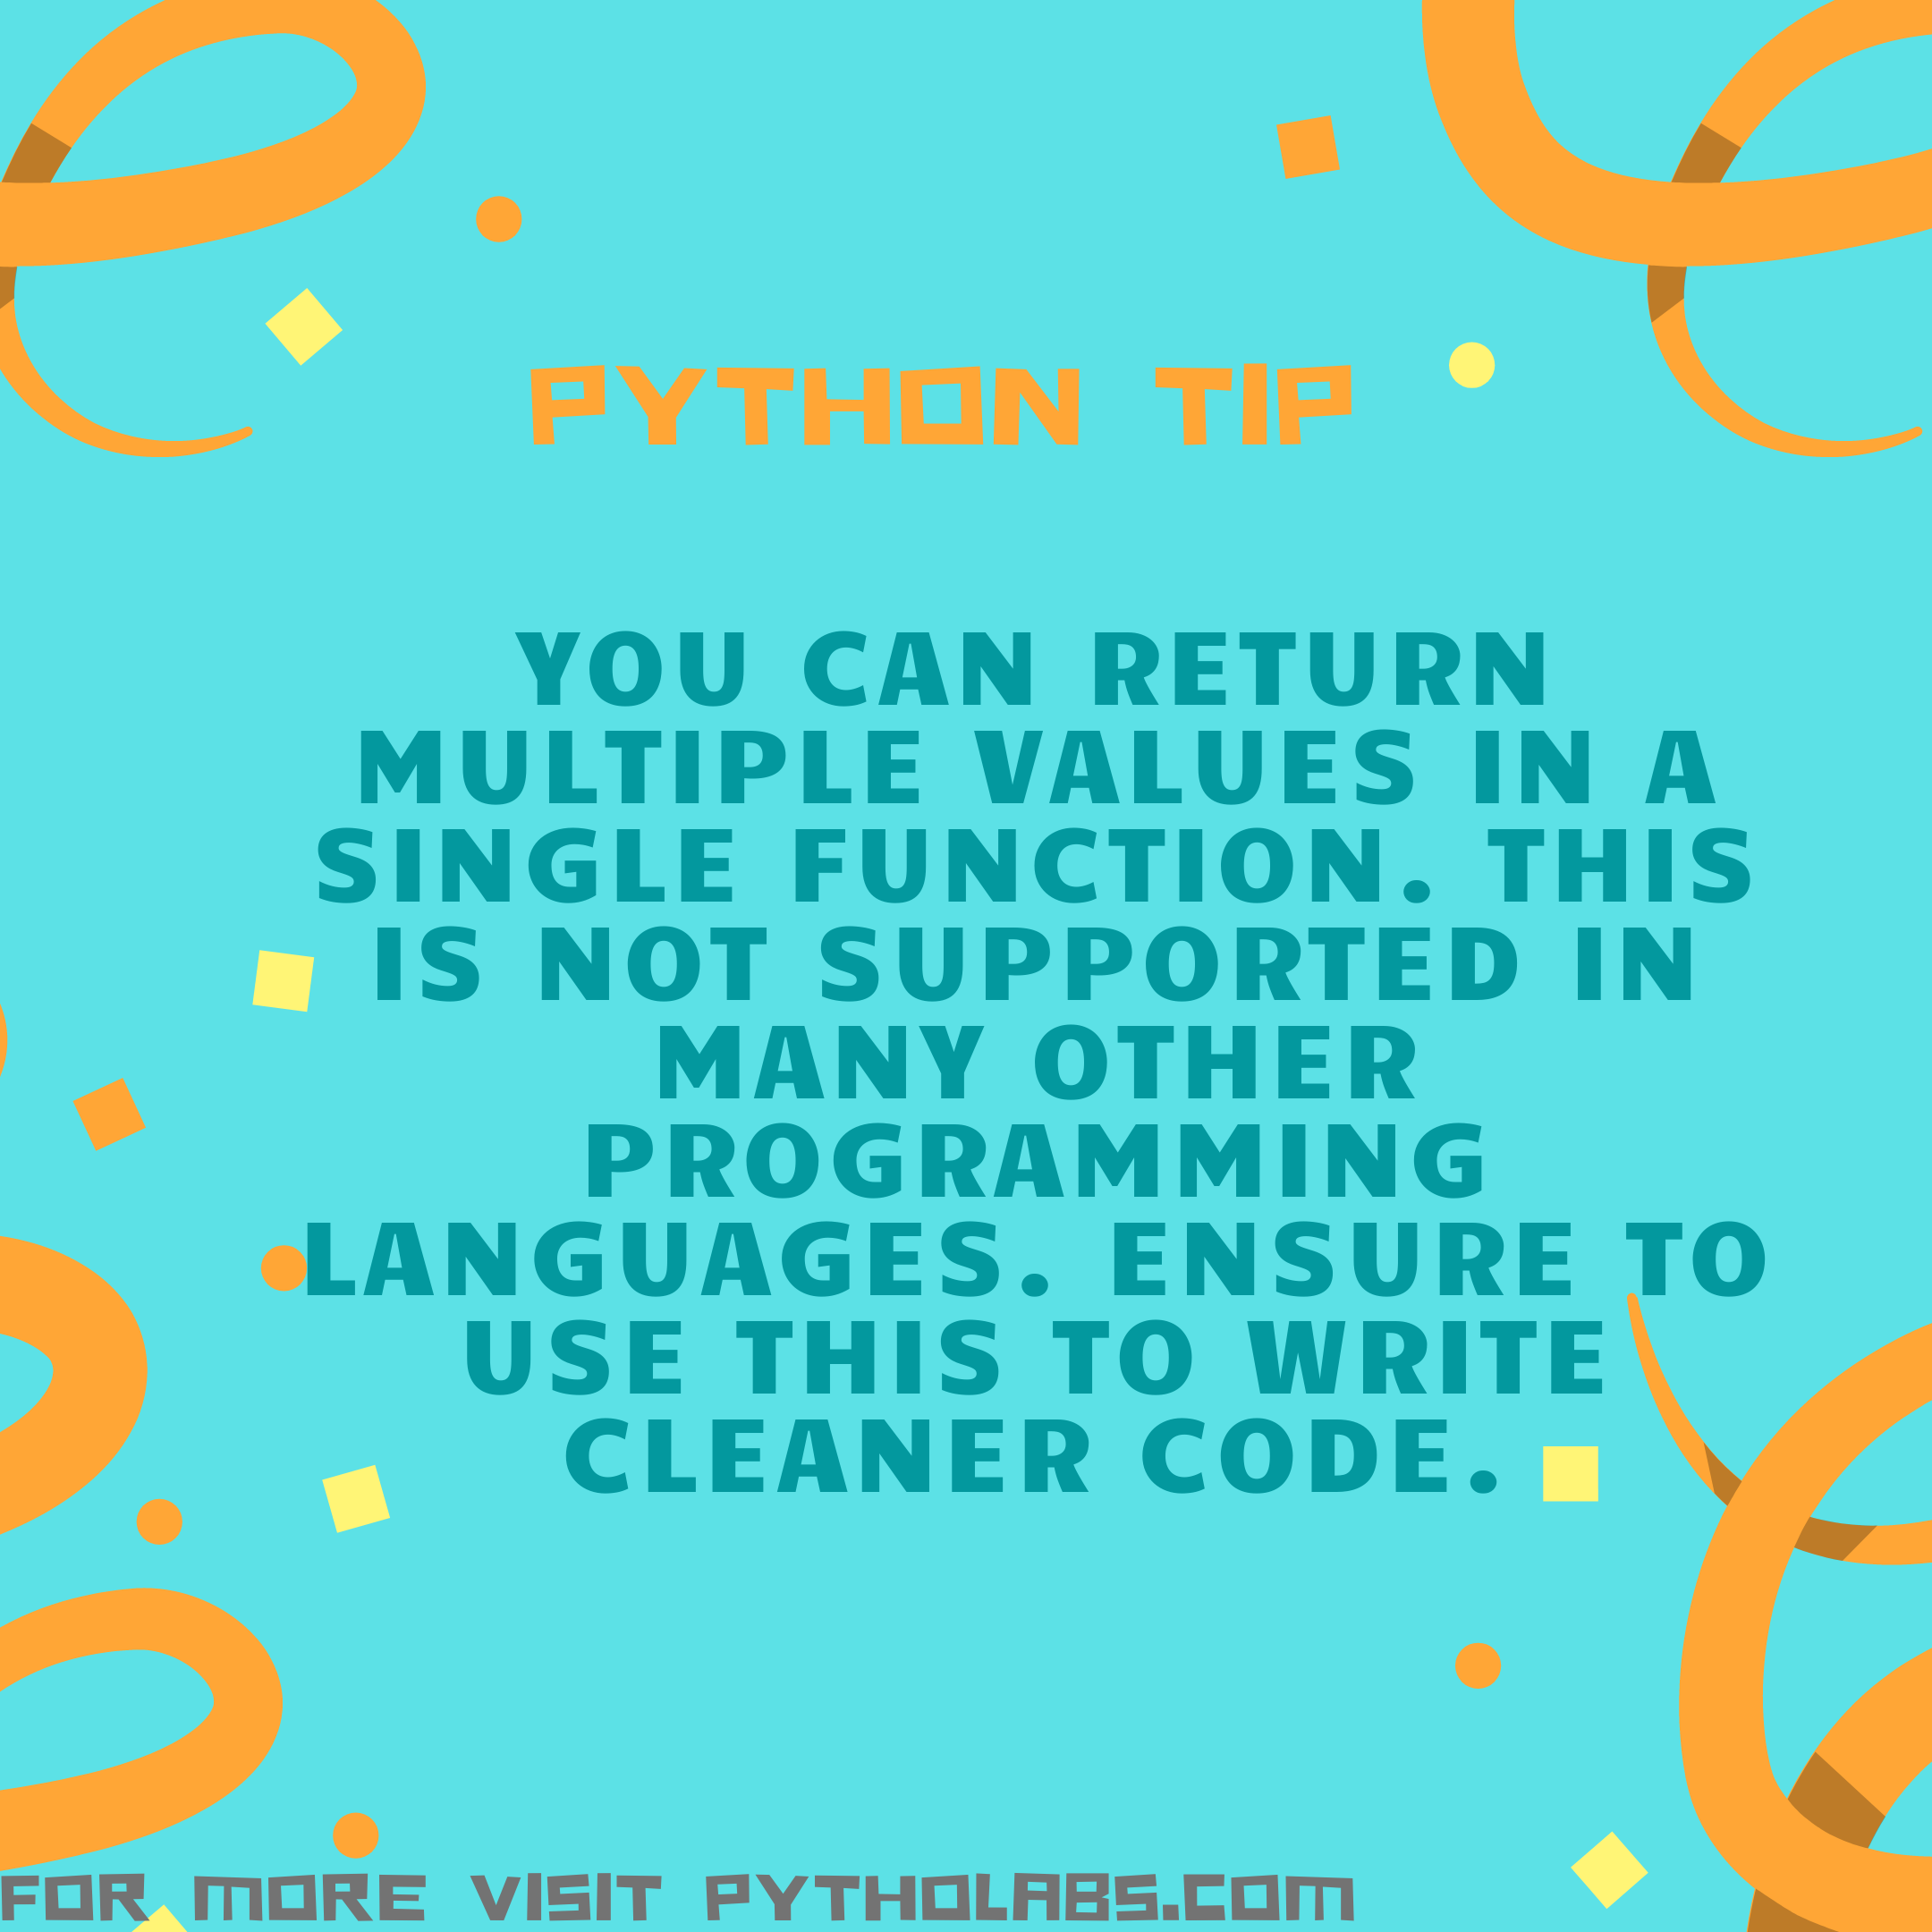 PYTHON TIP
YOU CAN RETURN
MULTIPLE VALUES IN A
SINGLE FUNCTION. THIS
IS NOT SUPPORTED IN
MANY OTHER
PROGRAMMING
LANGUAGES. ENSURE TO
USE THIS TO WRITE
CLEANER CODE.
FOR MORE VISIT PYTHOLABS.COM